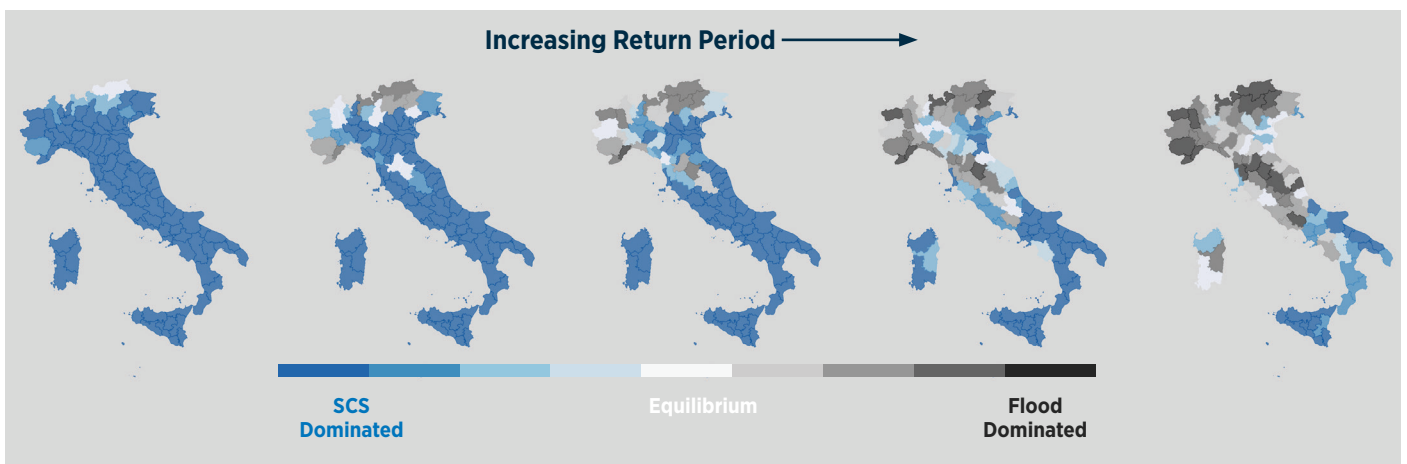 Increasing Return Period
SCS
Dominated
Equilibrium
Flood
Dominated